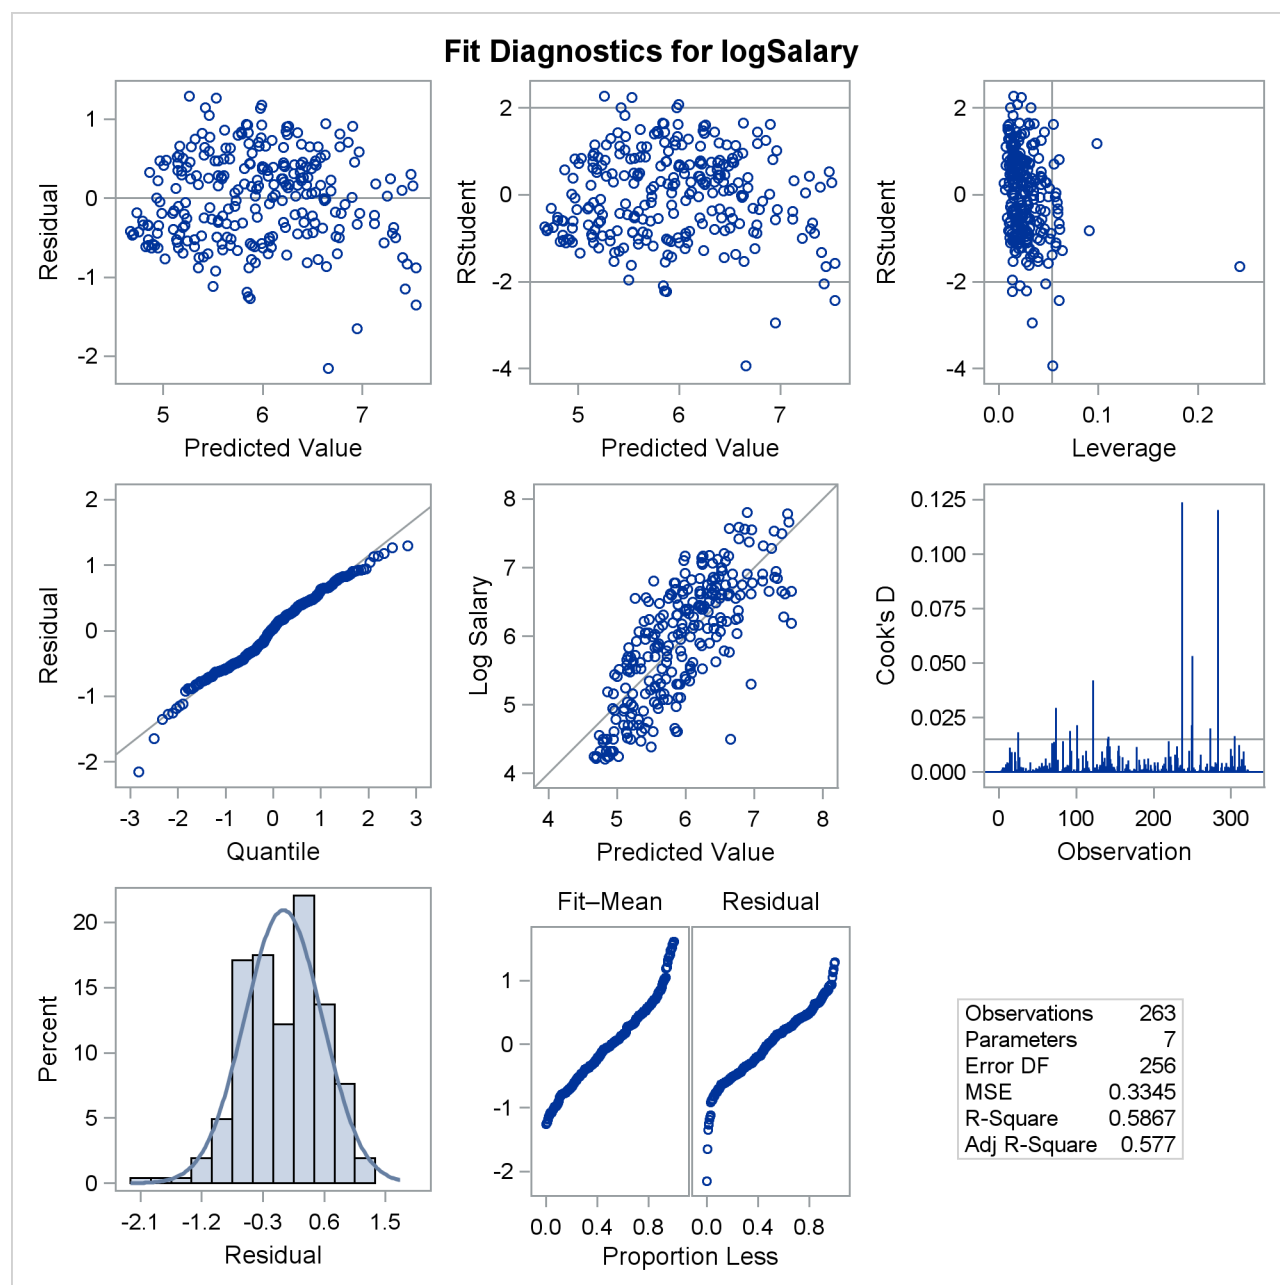 Fit Diagnostics for logSalary
Residual
1
0
-1
-2
5 6 7
Predicted Value
RStudent
2
0
-2
-4
5 6 7
Predicted Value
RStudent
2
0
-2
-4
0.0 0.1 0.2
Leverage
Residual
2
1
0
-1
-2
-3 -2 -1 0 1 2 3
Quantile
Log Salary
8
7
6
5
4
4 5 6 7 8
Predicted Value
Cook's D
0.125
0.100
0.075
0.050
0.025
0.000
0 100 200 300
Observation
Percent
20
15
10
5
0
-2.1 -1.2 -0.3 0.6 1.5
Residual
Fit–Mean Residual
1
0
-1
-2
0.0 0.4 0.8 0.0 0.4 0.8
Proportion Less
Observations 263
Parameters 7
Error DF 256
MSE 0.3345
R-Square 0.5867
Adj R-Square 0.577